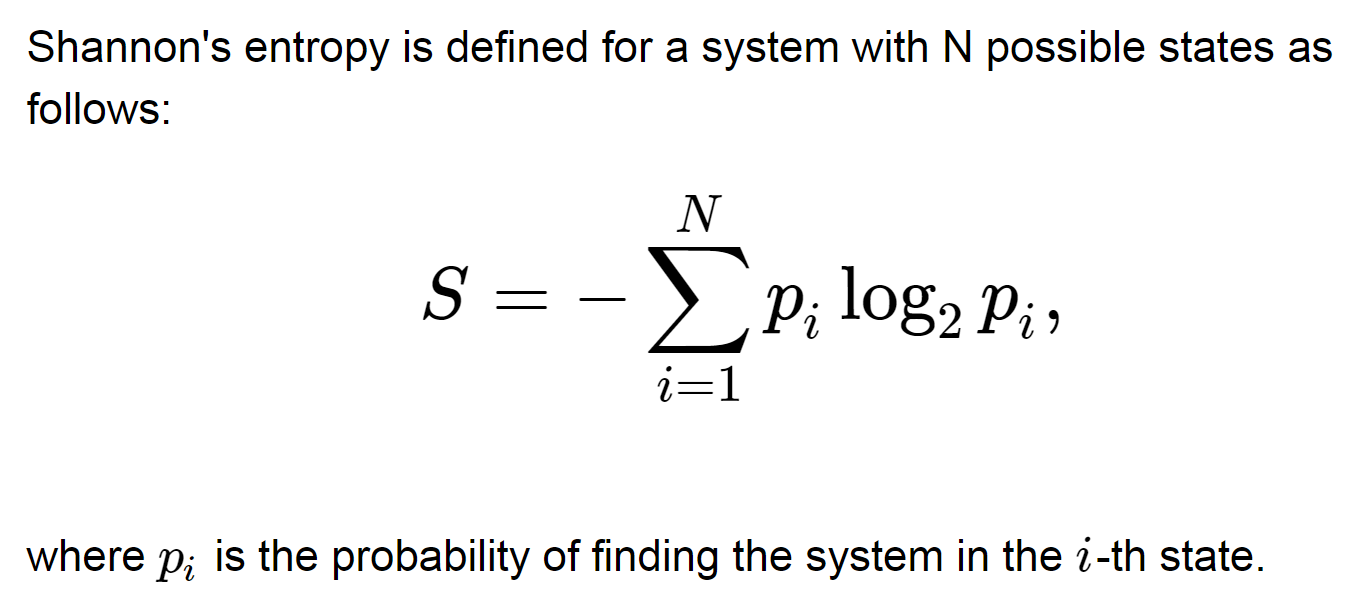 Shannon's entropy is defined for a system with N possible states as
follows:
S = − ∑_{i=1}^{N} p_i log_2 p_i,
where p_i is the probability of finding the system in the i-th state.